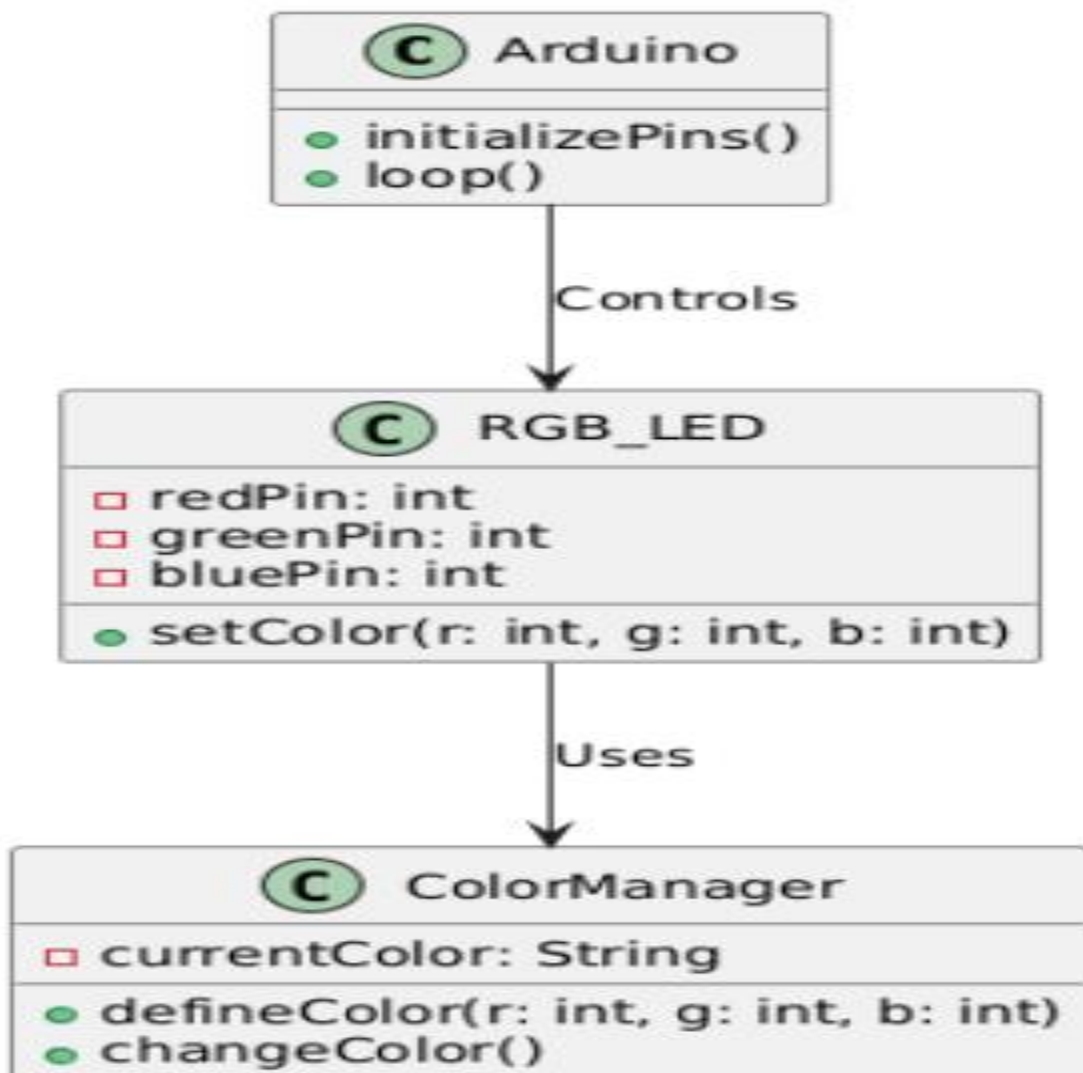 C Arduino
initializePins()
loop()
Controls
C RGB_LED
redPin: int
greenPin: int
bluePin: int
setColor(r: int, g: int, b: int)
Uses
C ColorManager
currentColor: String
defineColor(r: int, g: int, b: int)
changeColor()